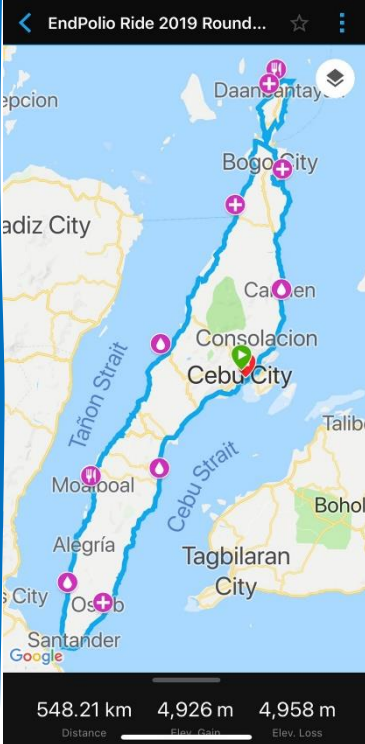 EndPolio Ride 2019 Round...
Daanbantayan
epcion
Bogo City
adiz City
Carmen
Consolacion
Cebu City
Tañon Strait
Talib
Cebu Strait
Moalboal
Bohol
Alegría
Tagbilaran
City
s City
Oslob
Santander
Google
548.21 km
4,926 m
4,958 m
Distance
Elev. Gain
Elev. Loss